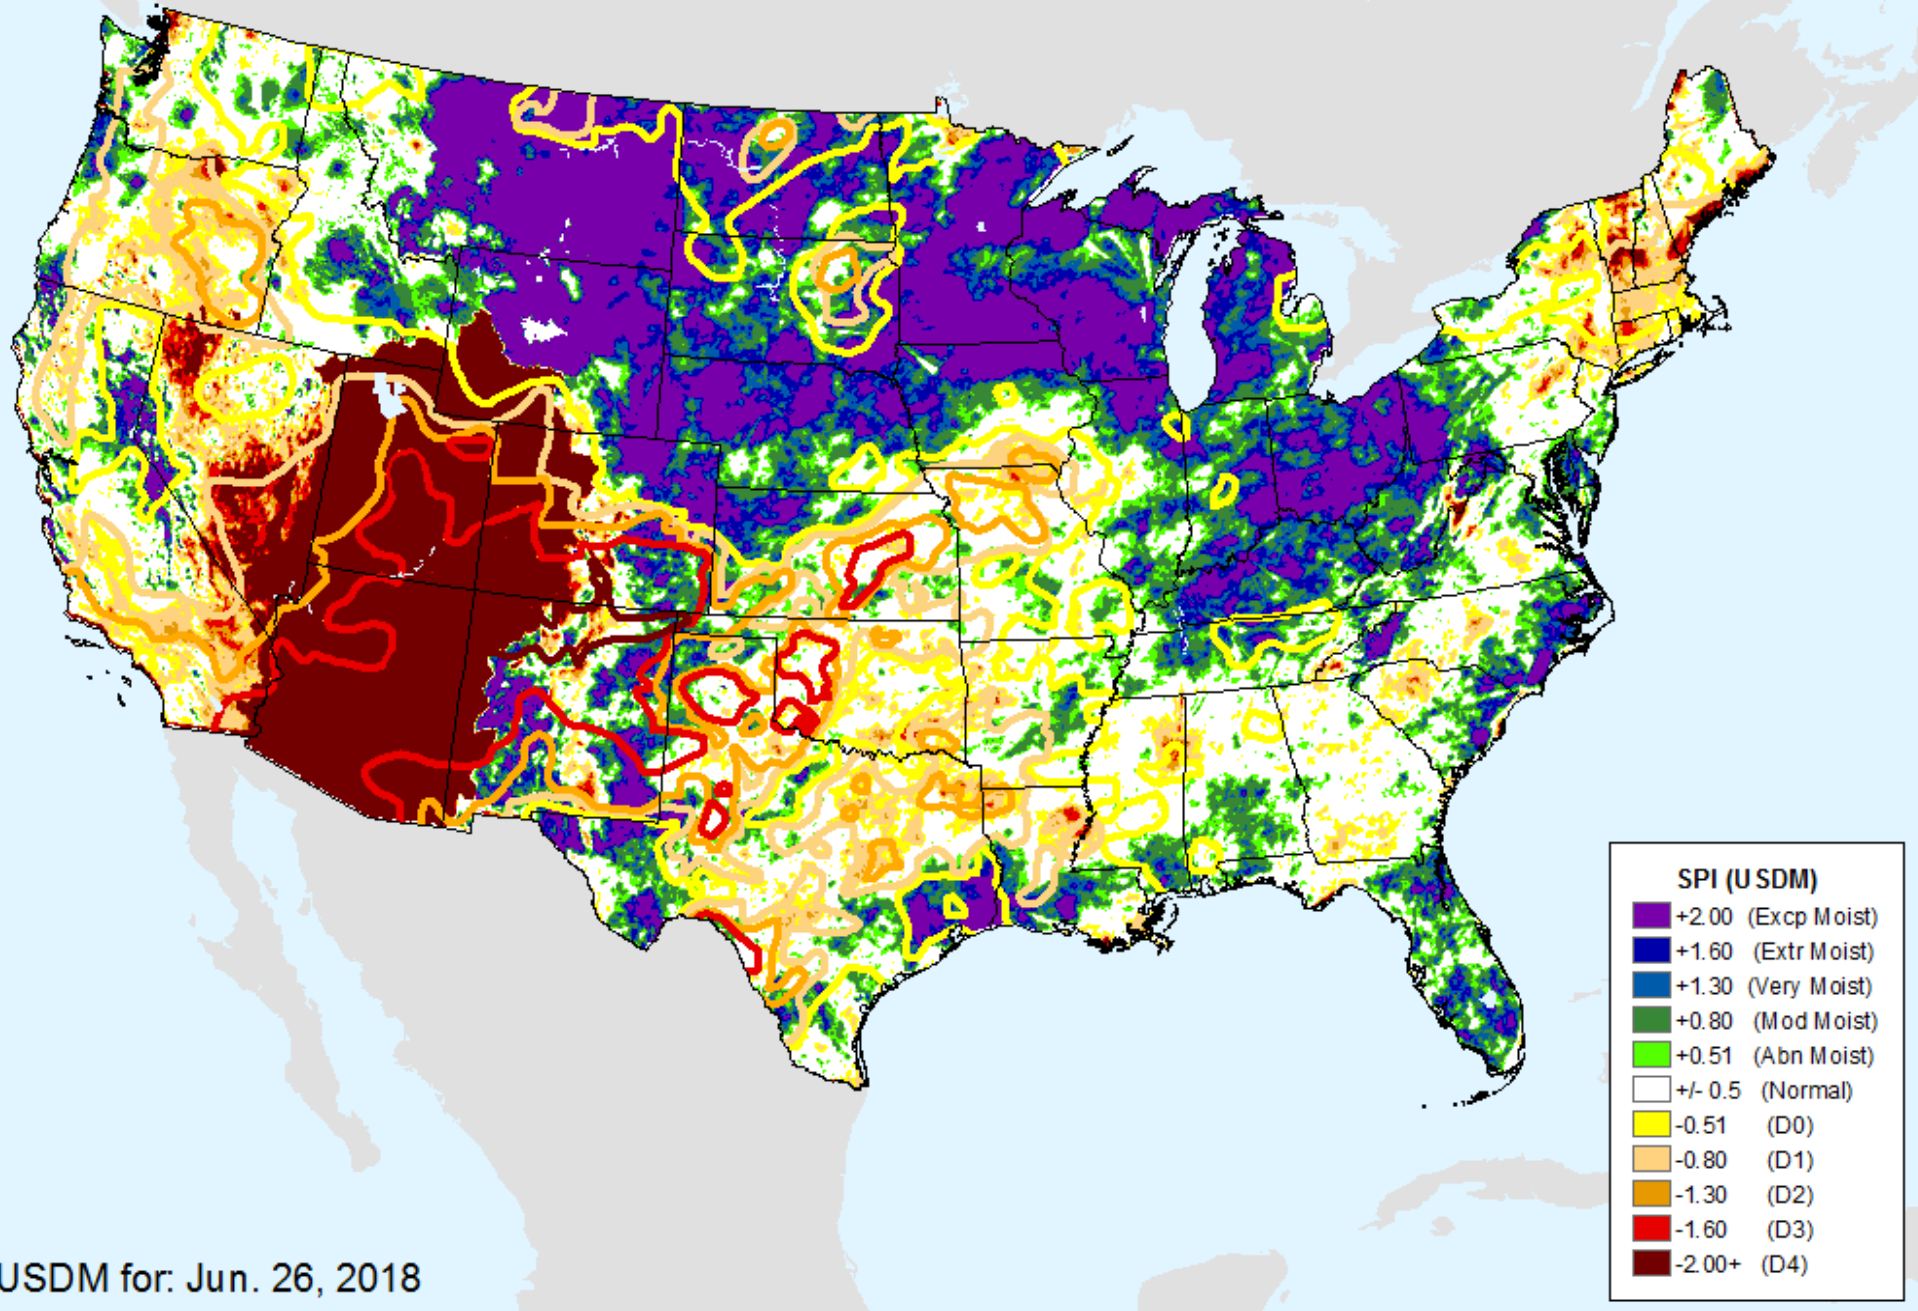 SPI (USDM)
+2.00 (Excp Moist)
+1.60 (Extr Moist)
+1.30 (Very Moist)
+0.80 (Mod Moist)
+0.51 (Abn Moist)
+/- 0.5 (Normal)
-0.51 (D0)
-0.80 (D1)
-1.30 (D2)
-1.60 (D3)
-2.00+ (D4)
USDM for: Jun. 26, 2018